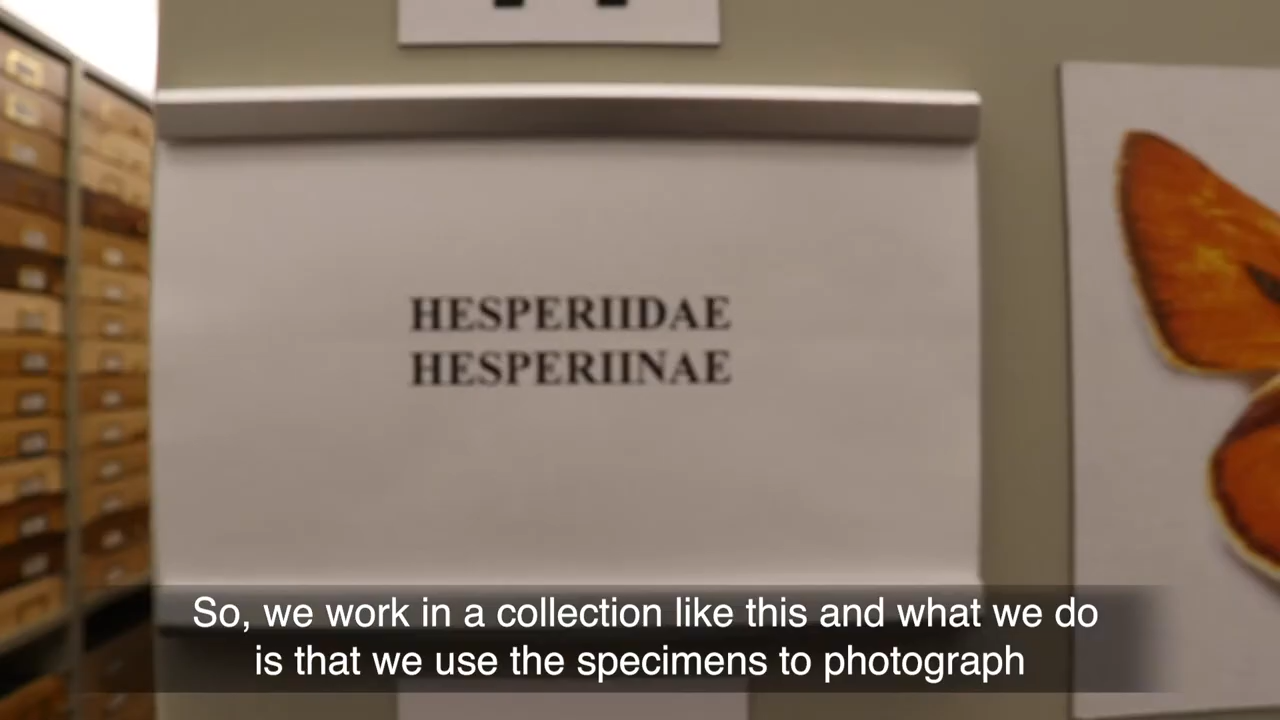 HESPERIIDAE
HESPERIINAE
So, we work in a collection like this and what we do
is that we use the specimens to photograph